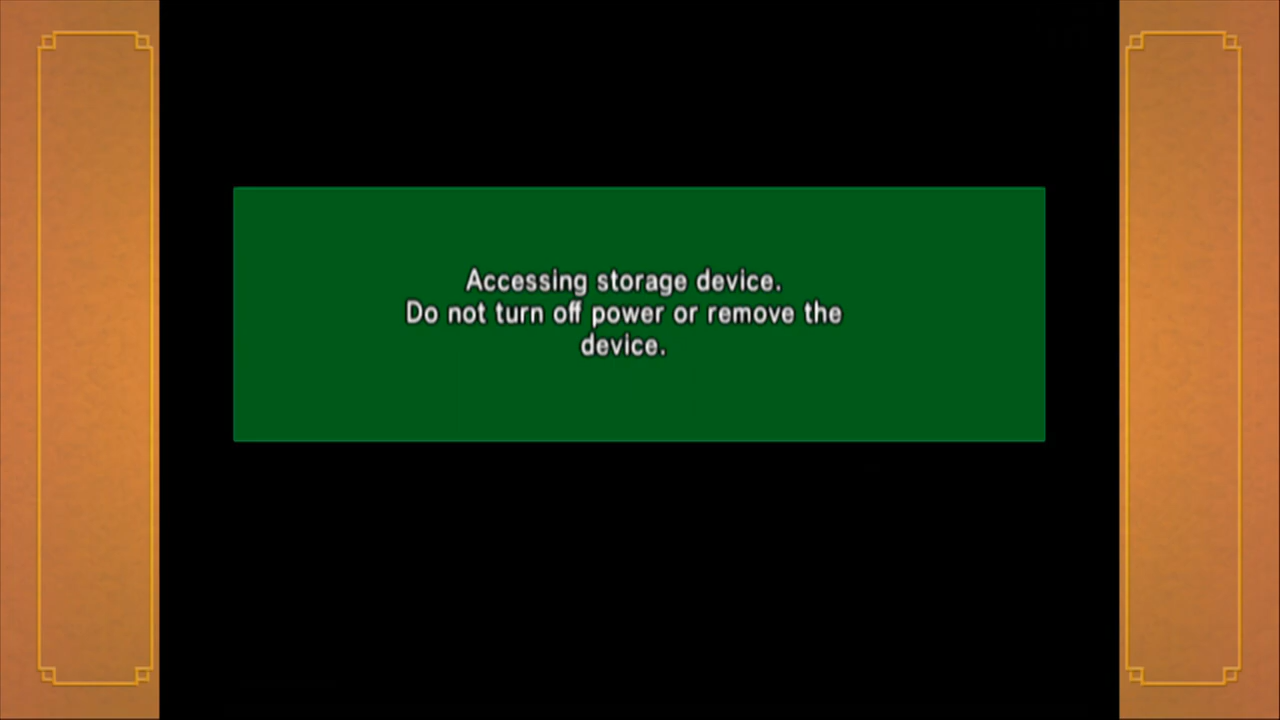 Accessing storage device.
Do not turn off power or remove the
device.